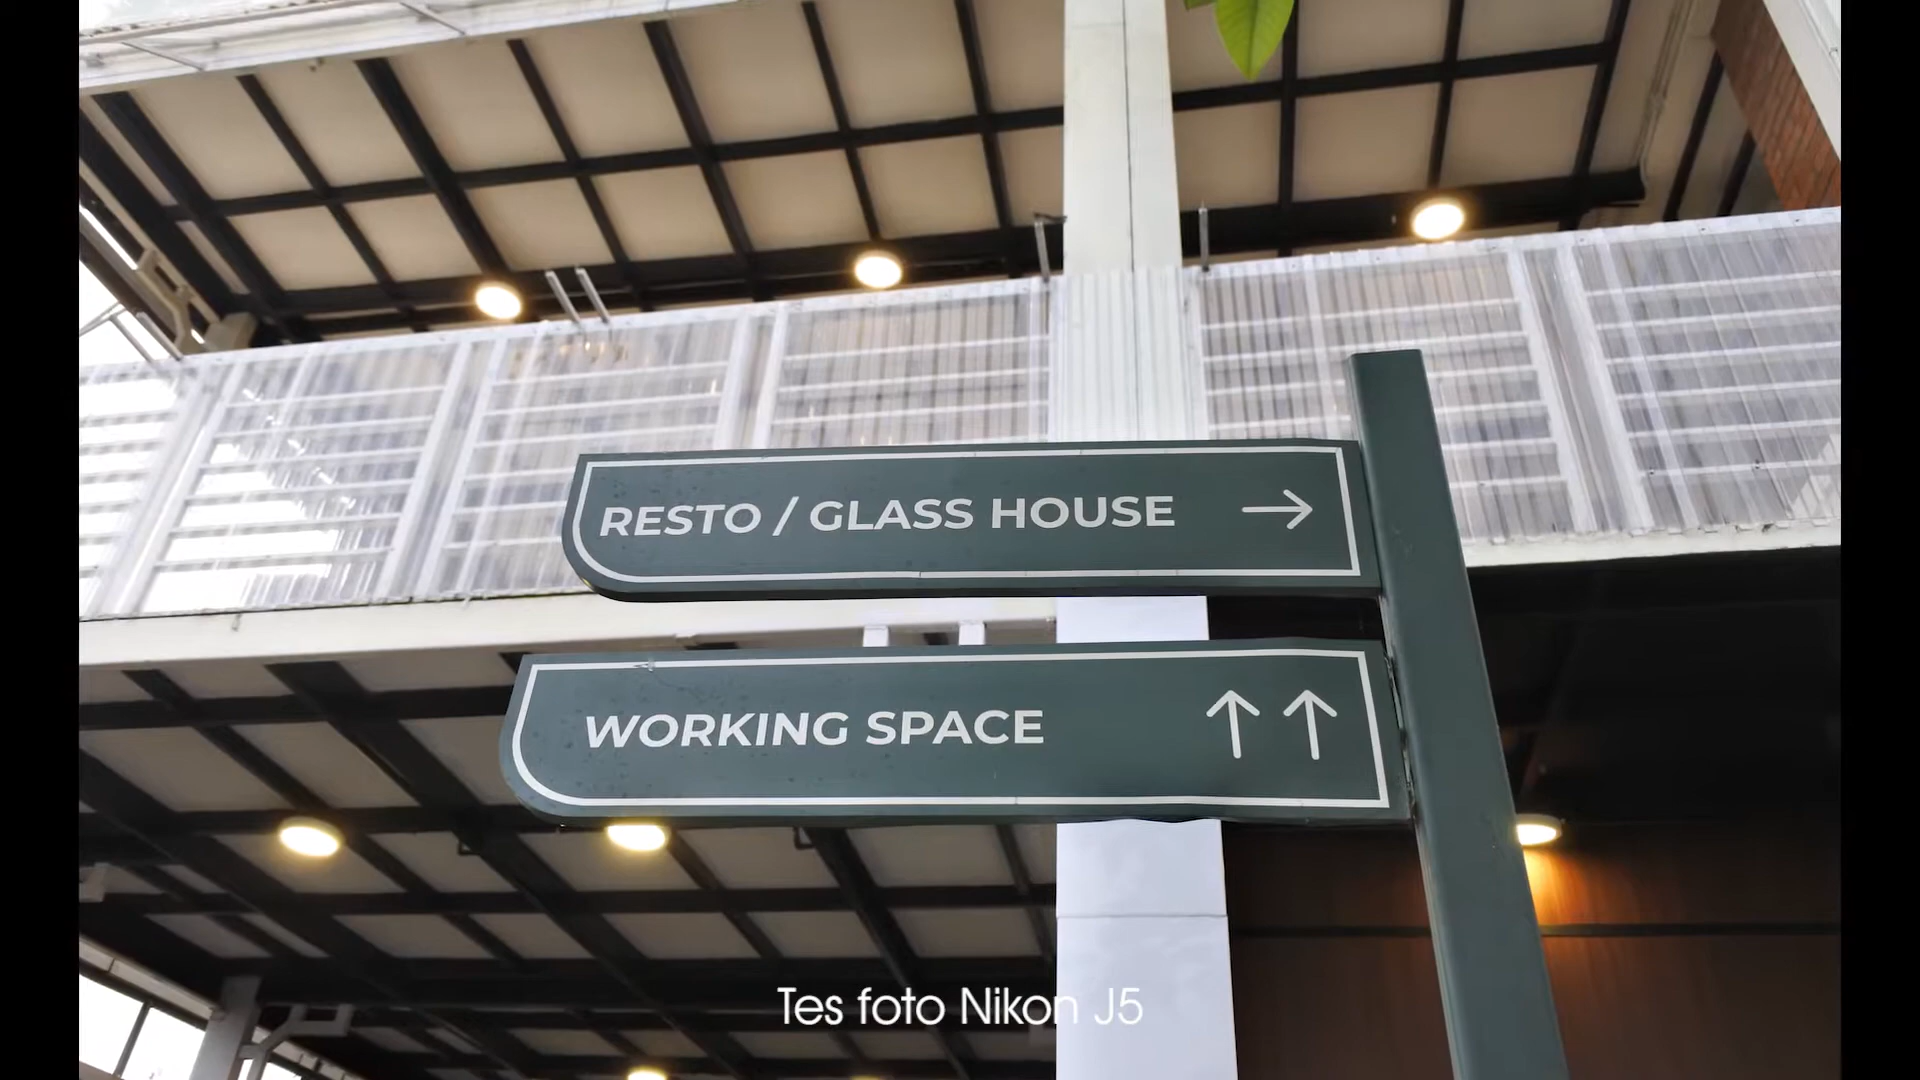 RESTO / GLASS HOUSE →
WORKING SPACE ↑↑
Tes foto Nikon J5